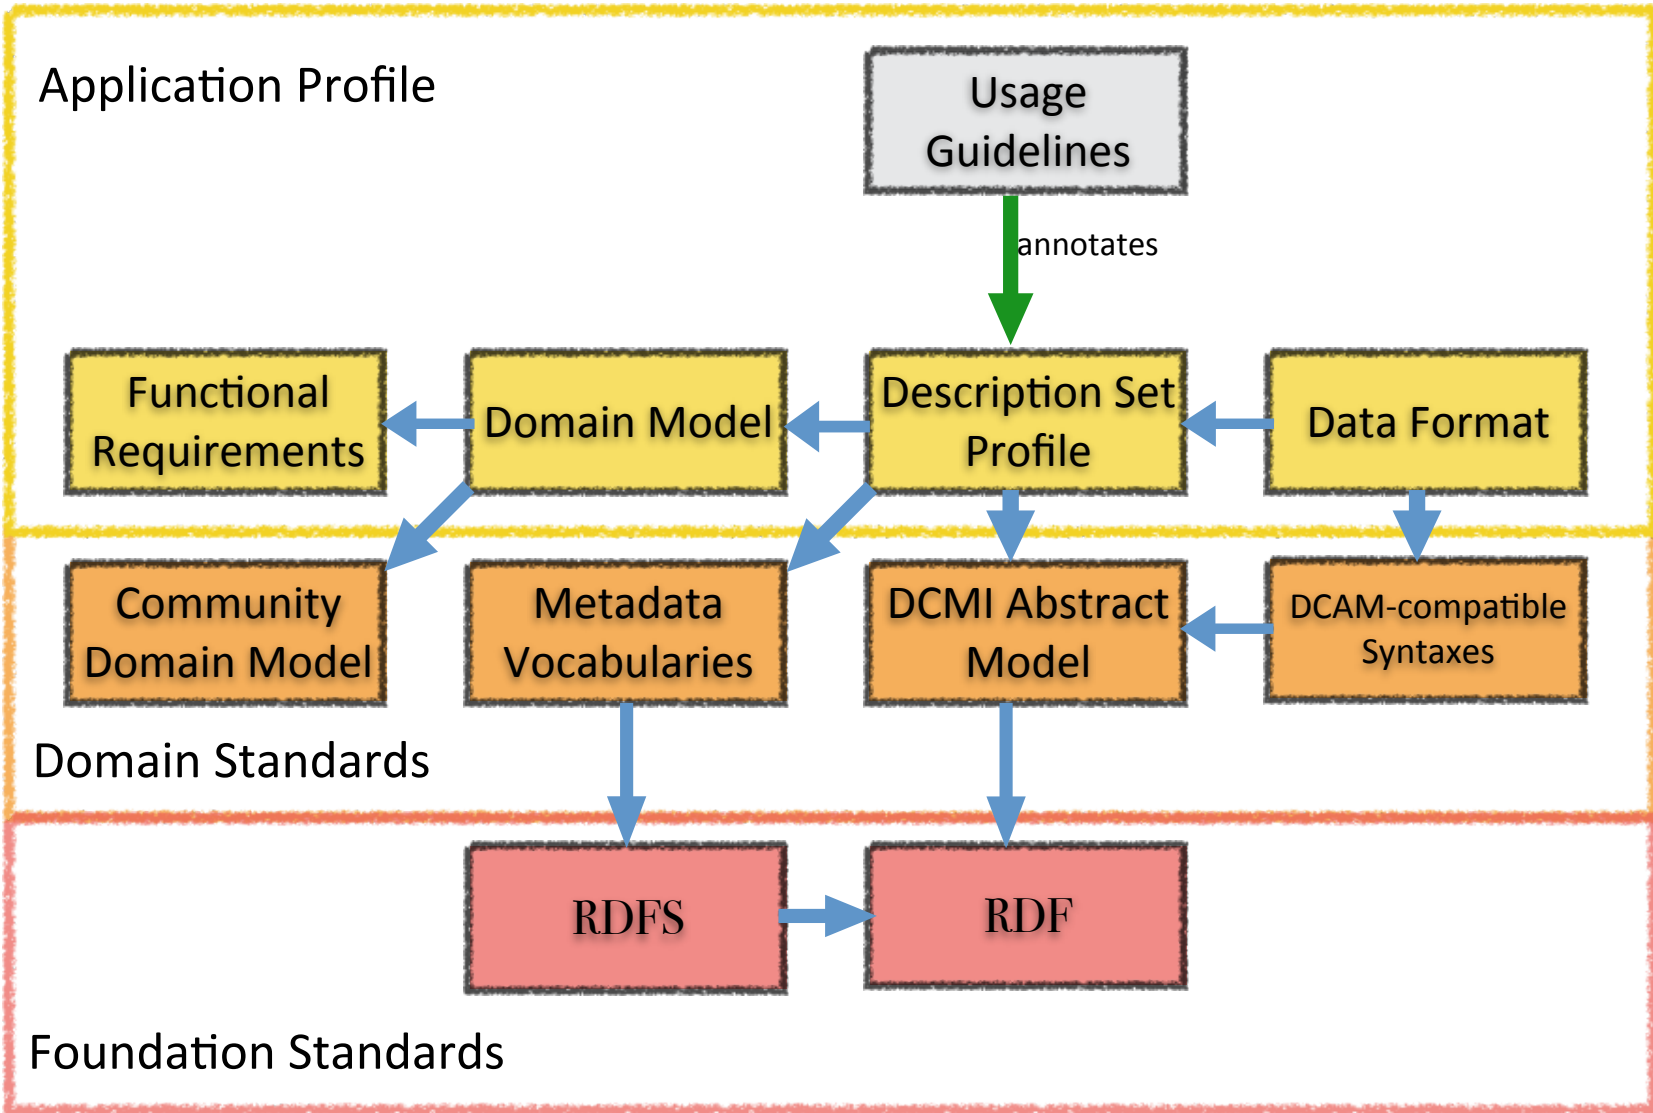 Application Profile
Usage
Guidelines
annotates
Functional
Requirements
Domain Model
Description Set
Profile
Data Format
Community
Domain Model
Metadata
Vocabularies
DCMI Abstract
Model
DCAM-compatible
Syntaxes
Domain Standards
RDFS
RDF
Foundation Standards